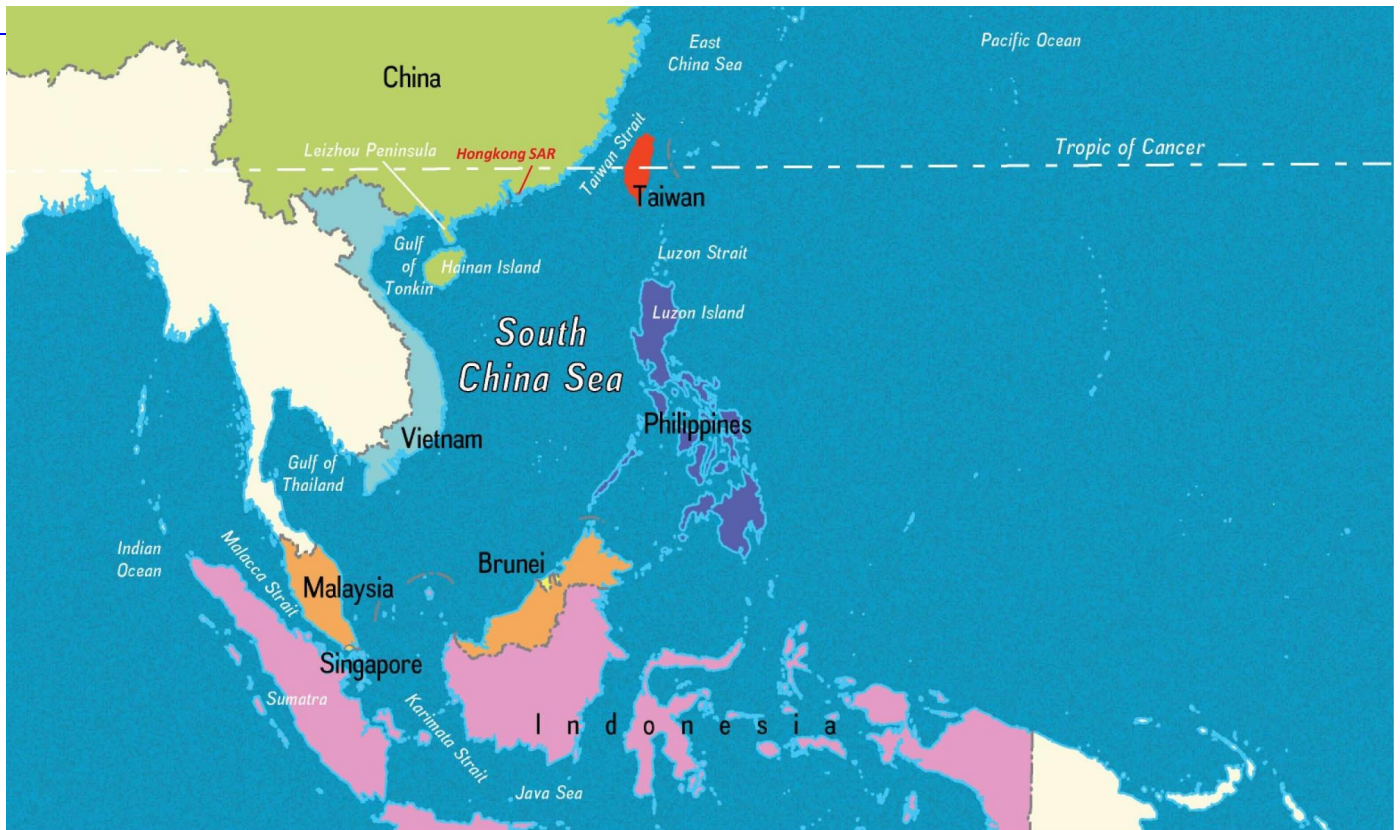 East
China Sea
Pacific Ocean
China
Taiwan Strait
Tropic of Cancer
Leizhou Peninsula
Hongkong SAR
Taiwan
Gulf
of
Tonkin
Hainan Island
Luzon Strait
Luzon Island
South
China Sea
Vietnam
Philippines
Gulf of
Thailand
Indian
Ocean
Malacca Strait
Malaysia
Brunei
Singapore
Sumatra
Karimata Strait
Indonesia
Java Sea